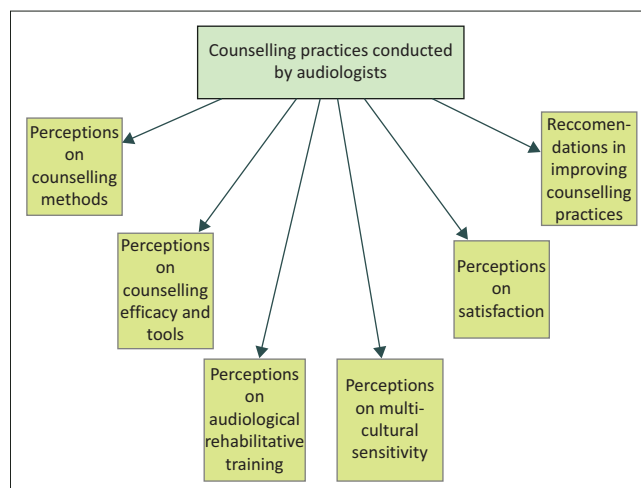 Counselling practices conducted
by audiologists
Perceptions
on
counselling
methods
Reccomen-
dations in
improving
counselling
practices
Perceptions
on
counselling
efficacy and
tools
Perceptions
on
satisfaction
Perceptions
on
audiological
rehabilitative
training
Perceptions
on multi-
cultural
sensitivity